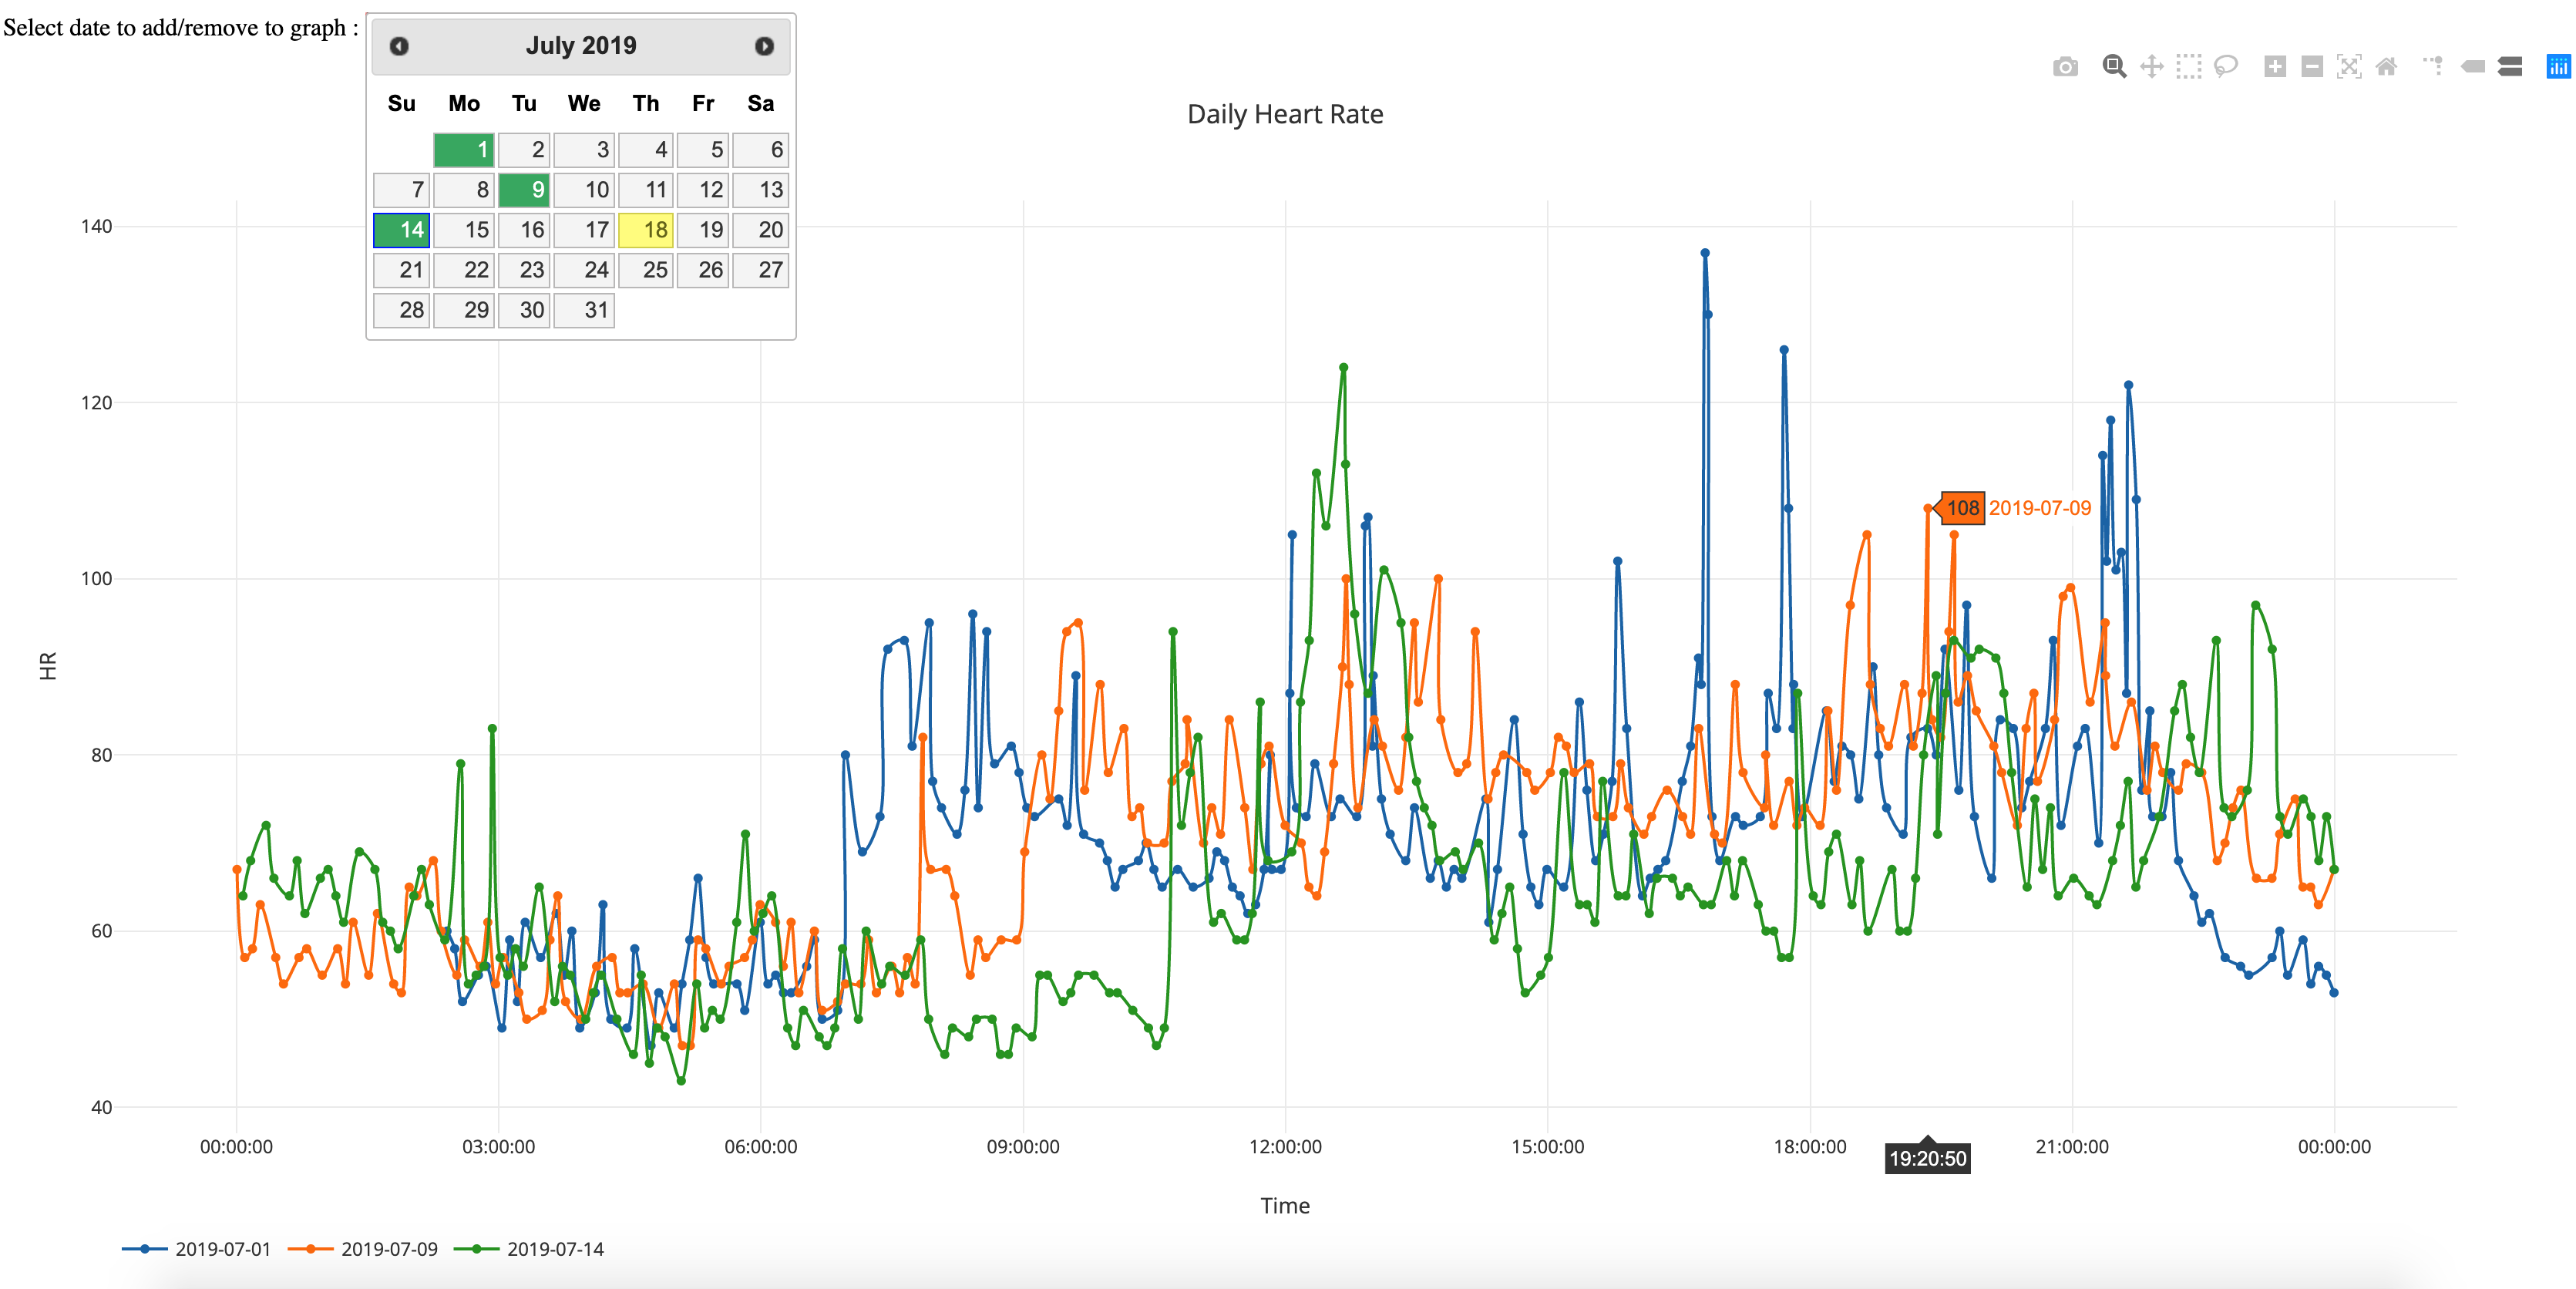 Select date to add/remove to graph :
July 2019
Su Mo Tu We Th Fr Sa
1 2 3 4 5 6
7 8 9 10 11 12 13
14 15 16 17 18 19 20
21 22 23 24 25 26 27
28 29 30 31
Daily Heart Rate
140
120
100
80
60
40
HR
108 2019-07-09
00:00:00 03:00:00 06:00:00 09:00:00 12:00:00 15:00:00 18:00:00 21:00:00 00:00:00
19:20:50
Time
2019-07-01 2019-07-09 2019-07-14